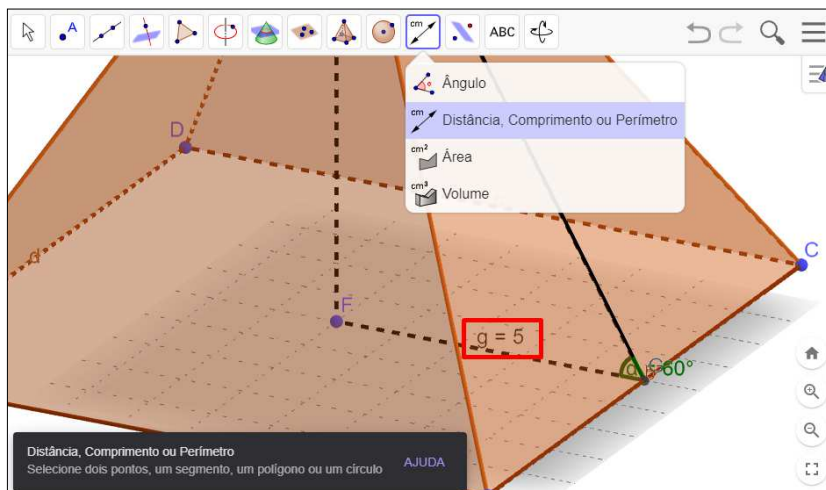 cm
A
ABC
Ângulo
cm
Distância, Comprimento ou Perímetro
cm²
Área
cm³
Volume
D
C
d
F
g = 5
G
60°
Distância, Comprimento ou Perímetro
Selecione dois pontos, um segmento, um polígono ou um círculo
AJUDA